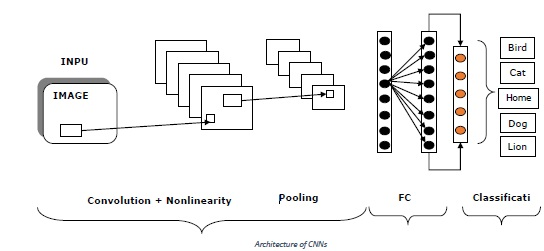 INPU
IMAGE
Bird
Cat
Home
Dog
Lion
Convolution + Nonlinearity
Pooling
FC
Classificati
Architecture of CNNs